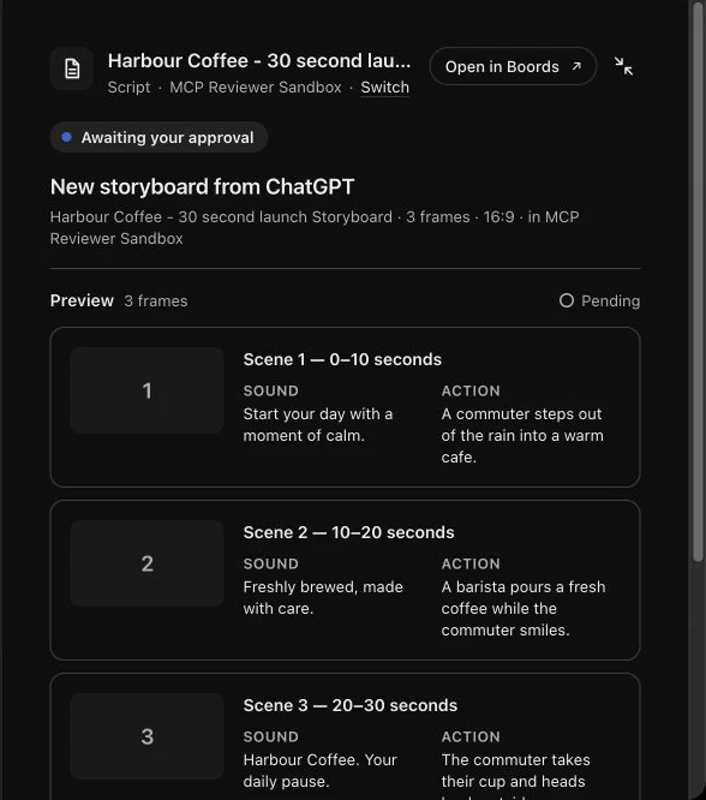 Harbour Coffee - 30 second lau...
Open in Boords ↗
Script · MCP Reviewer Sandbox · Switch
Awaiting your approval
New storyboard from ChatGPT
Harbour Coffee - 30 second launch Storyboard · 3 frames · 16:9 · in MCP
Reviewer Sandbox
Preview 3 frames
Pending
1
Scene 1 — 0–10 seconds
SOUND
Start your day with a
moment of calm.
ACTION
A commuter steps out
of the rain into a warm
cafe.
2
Scene 2 — 10–20 seconds
SOUND
Freshly brewed, made
with care.
ACTION
A barista pours a fresh
coffee while the
commuter smiles.
3
Scene 3 — 20–30 seconds
SOUND
Harbour Coffee. Your
daily pause.
ACTION
The commuter takes
their cup and heads